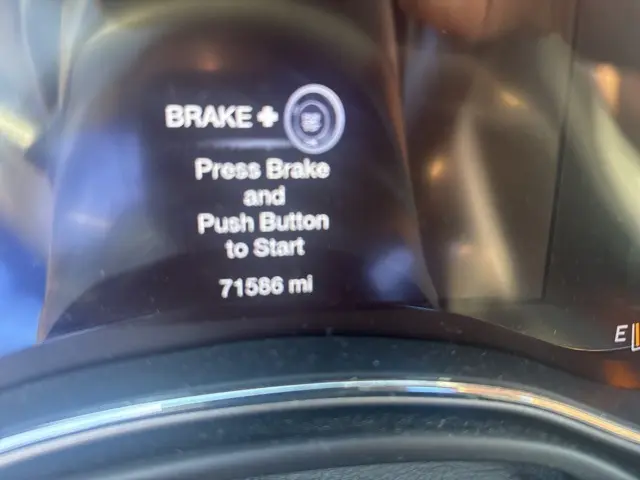 BRAKE +
Press Brake
and
Push Button
to Start
71586 mi
E